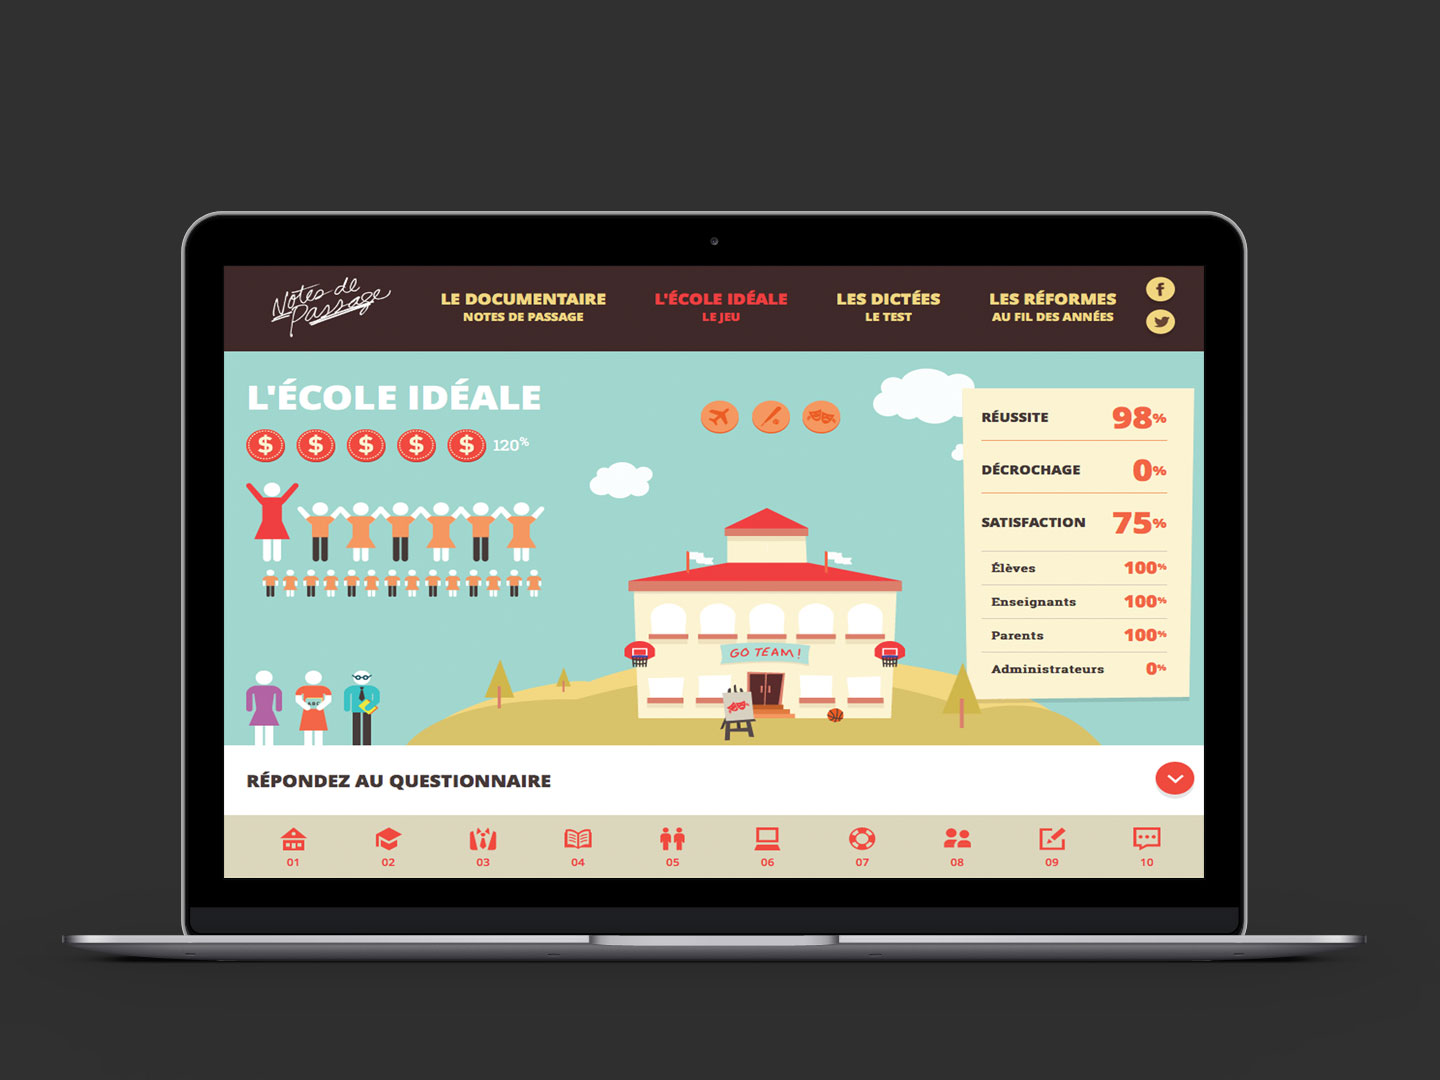 Notes de
Passage
LE DOCUMENTAIRE
NOTES DE PASSAGE
L'ÉCOLE IDÉALE
LE JEU
LES DICTÉES
LE TEST
LES RÉFORMES
AU FIL DES ANNÉES
L'ÉCOLE IDÉALE
$ $ $ $ $ 120%
RÉUSSITE 98%
DÉCROCHAGE 0%
SATISFACTION 75%
Élèves 100%
Enseignants 100%
Parents 100%
Administrateurs 0%
GO TEAM!
ABC
RÉPONDEZ AU QUESTIONNAIRE
01 02 03 04 05 06 07 08 09 10